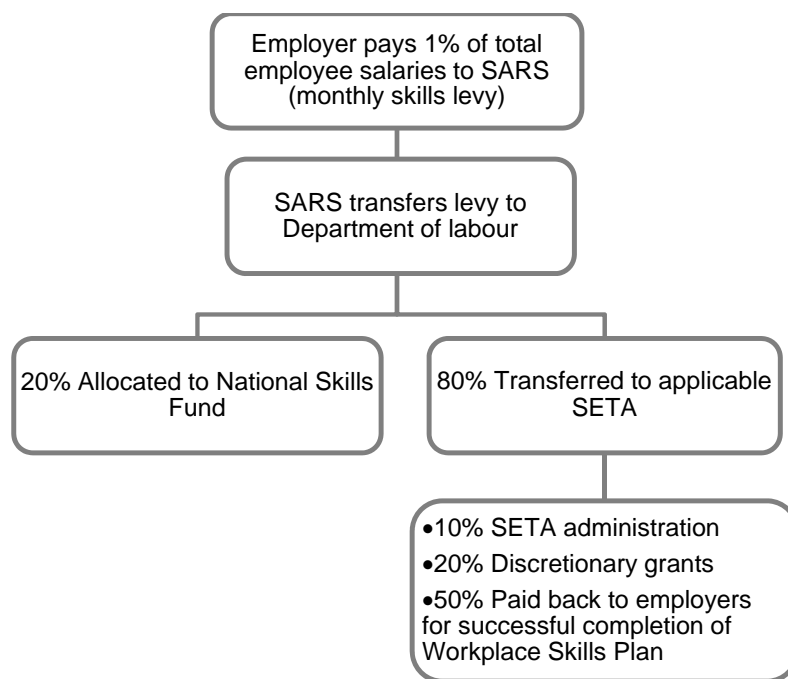 Employer pays 1% of total
employee salaries to SARS
(monthly skills levy)
SARS transfers levy to
Department of labour
20% Allocated to National Skills
Fund
80% Transferred to applicable
SETA
•10% SETA administration
•20% Discretionary grants
•50% Paid back to employers
for successful completion of
Workplace Skills Plan